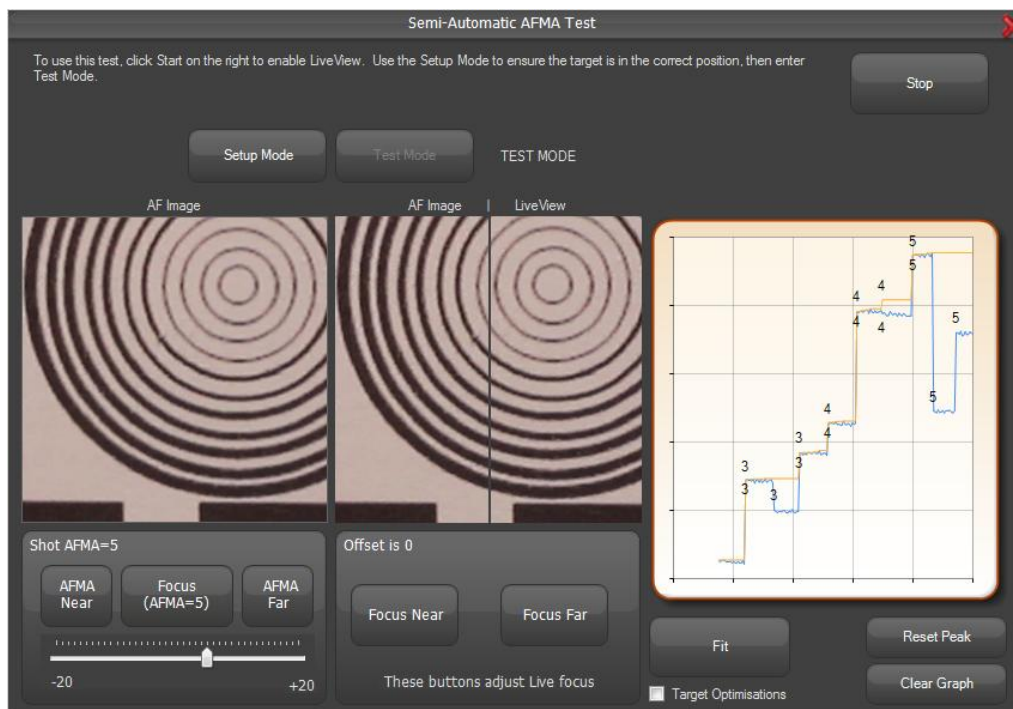 Semi-Automatic AFMA Test
To use this test, click Start on the right to enable LiveView. Use the Setup Mode to ensure the target is in the correct position, then enter
Test Mode.
Stop
Setup Mode
Test Mode
TEST MODE
AF Image
AF Image | LiveView
5
5
4
4
4
4
5
5
4
4
3
3
3
3
3
Shot AFMA=5
AFMA
Near
Focus
(AFMA=5)
AFMA
Far
-20
+20
Offset is 0
Focus Near
Focus Far
These buttons adjust Live focus
Fit
Target Optimisations
Reset Peak
Clear Graph